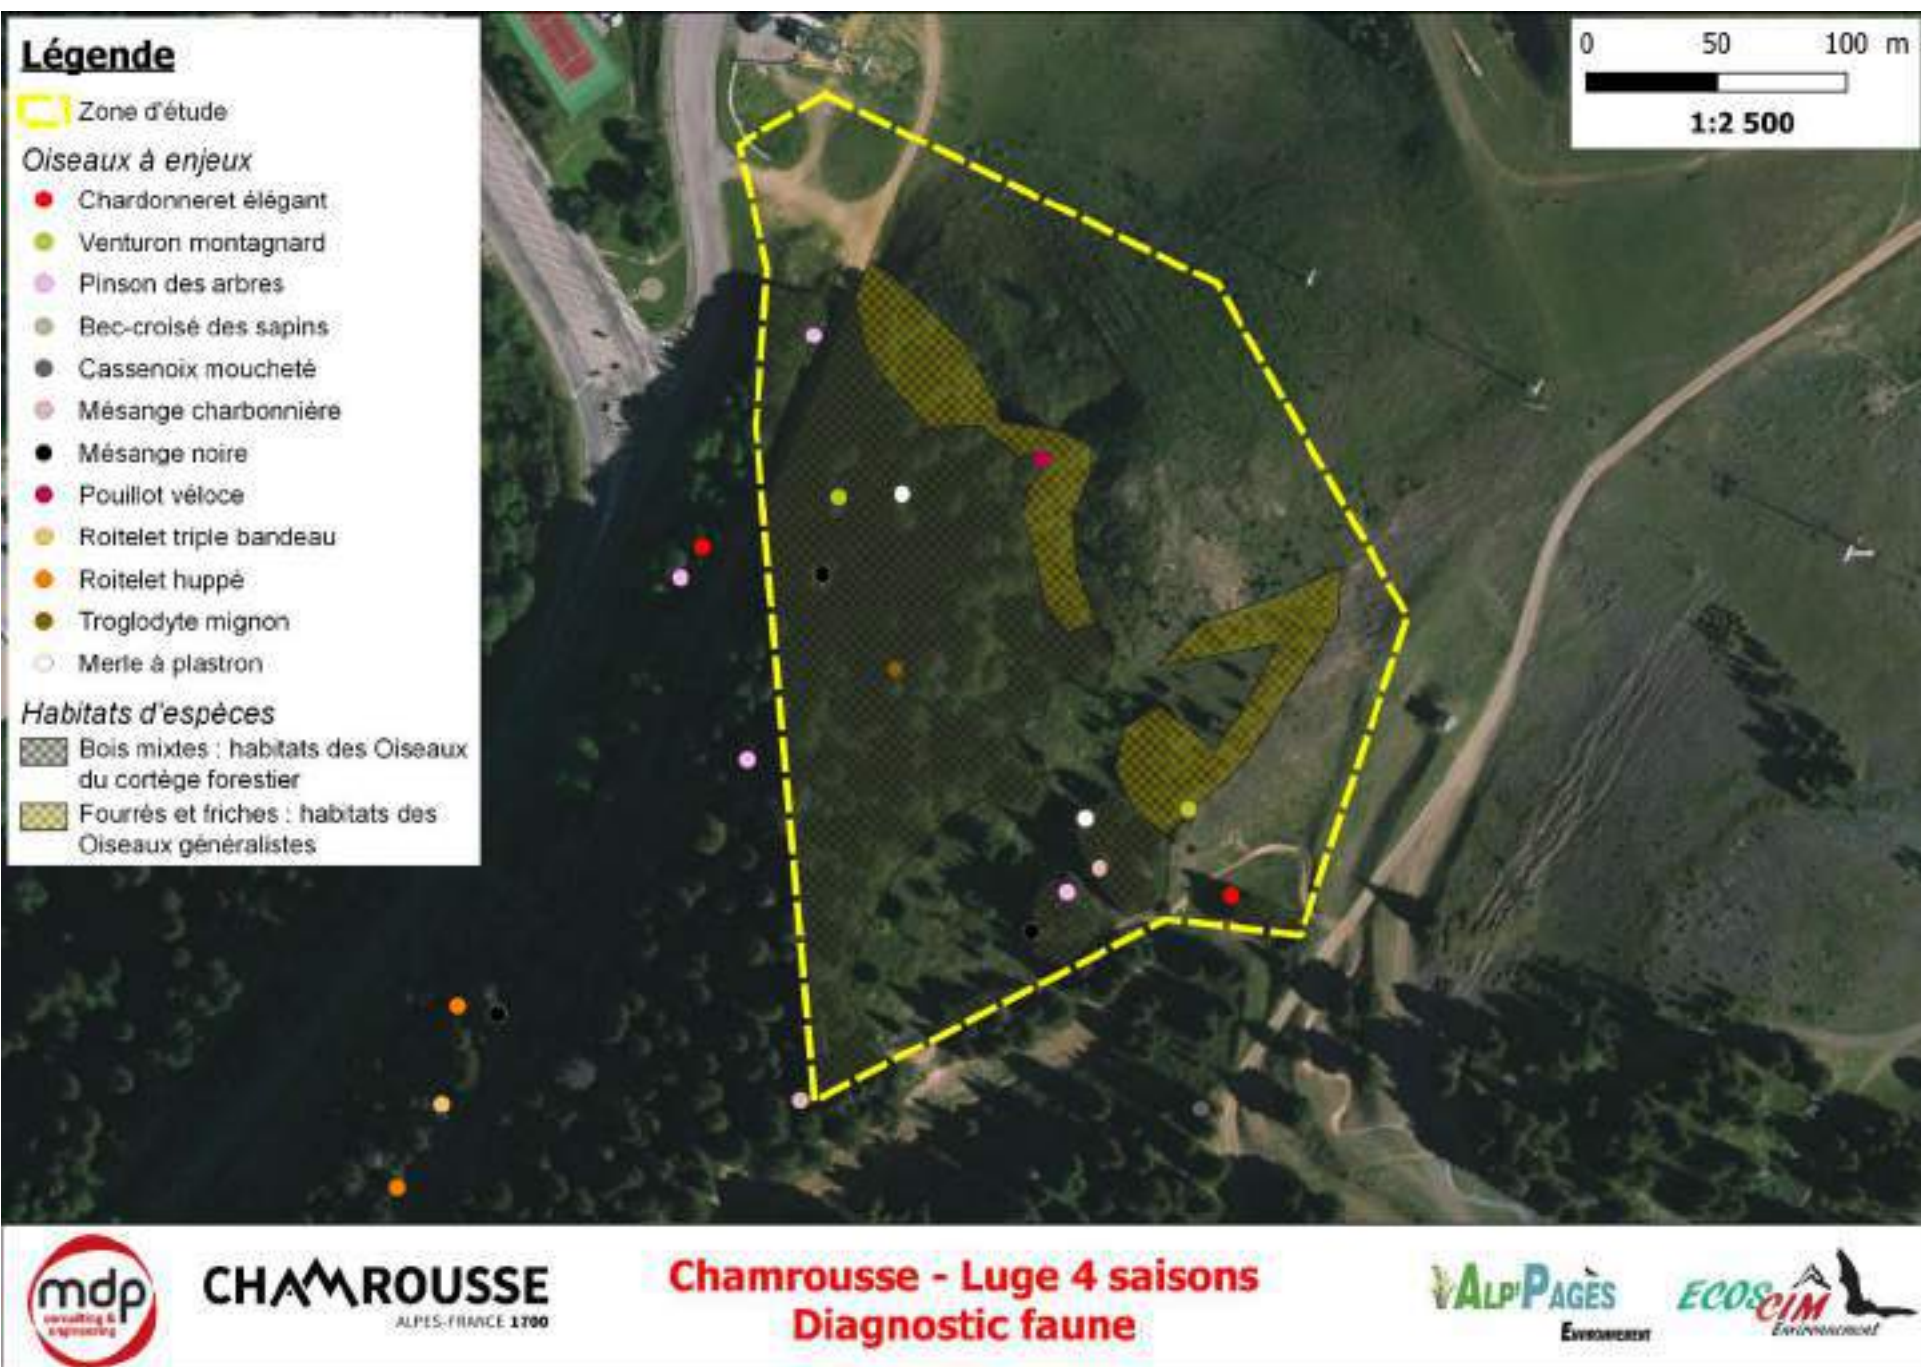 Légende
Zone d'étude
Oiseaux à enjeux
Chardonneret élégant
Venturon montagnard
Pinson des arbres
Bec-croisé des sapins
Cassenoix moucheté
Mésange charbonnière
Mésange noire
Pouillot véloce
Roitelet triple bandeau
Roitelet huppé
Troglodyte mignon
Merle à plastron
Habitats d'espèces
Bois mixtes : habitats des Oiseaux
du cortège forestier
Fourrés et friches : habitats des
Oiseaux généralistes
0 50 100 m
1:2 500
mdp
consulting &
engineering
CHAMROUSSE
ALPES-FRANCE 1700
Chamrousse - Luge 4 saisons
Diagnostic faune
ALP'PAGÈS
ENVIRONNEMENT
ECOSCIM
Environnement